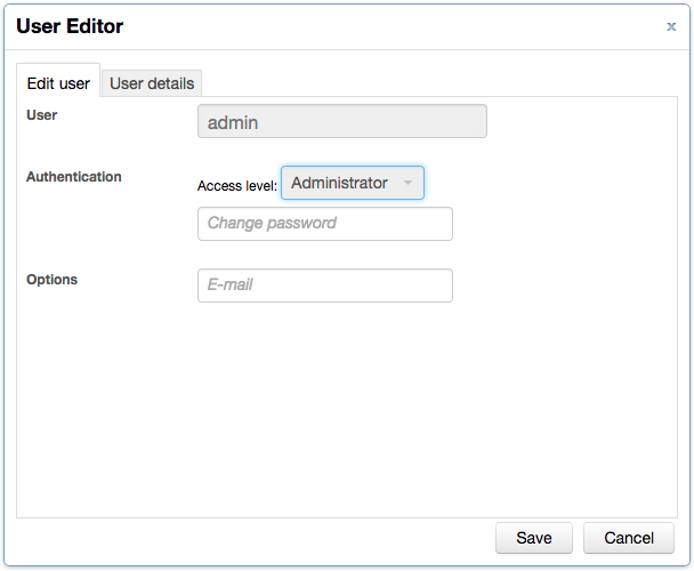 User Editor x
Edit user User details
User admin
Authentication Access level: Administrator
Change password
Options E-mail
Save Cancel